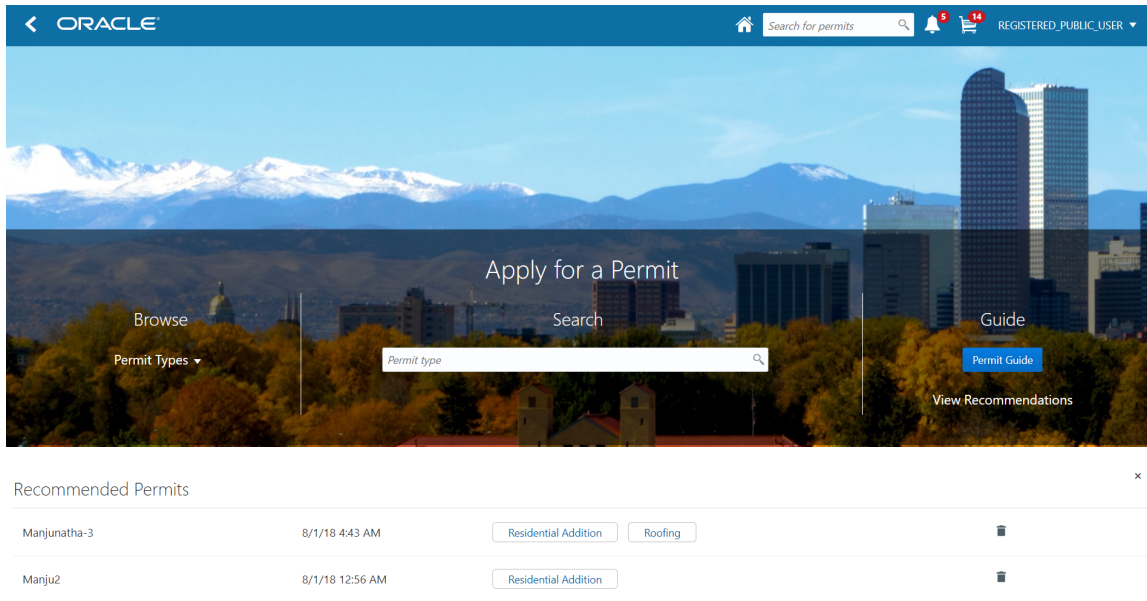 ORACLE
Search for permits
5
14
REGISTERED_PUBLIC_USER
Apply for a Permit
Browse
Search
Guide
Permit Types
Permit type
Permit Guide
View Recommendations
Recommended Permits
Manjunatha-3 8/1/18 4:43 AM Residential Addition Roofing
Manju2 8/1/18 12:56 AM Residential Addition